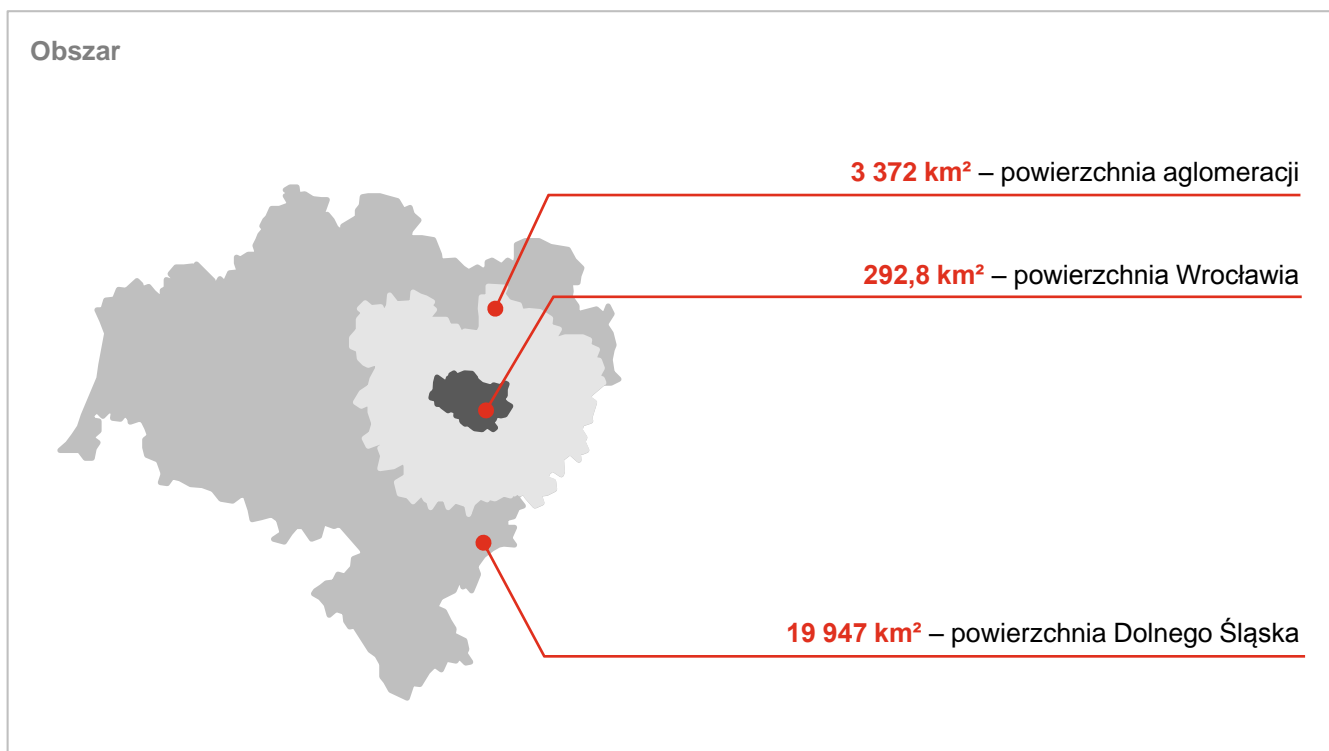 Obszar
3 372 km² – powierzchnia aglomeracji
292,8 km² – powierzchnia Wrocławia
19 947 km² – powierzchnia Dolnego Śląska